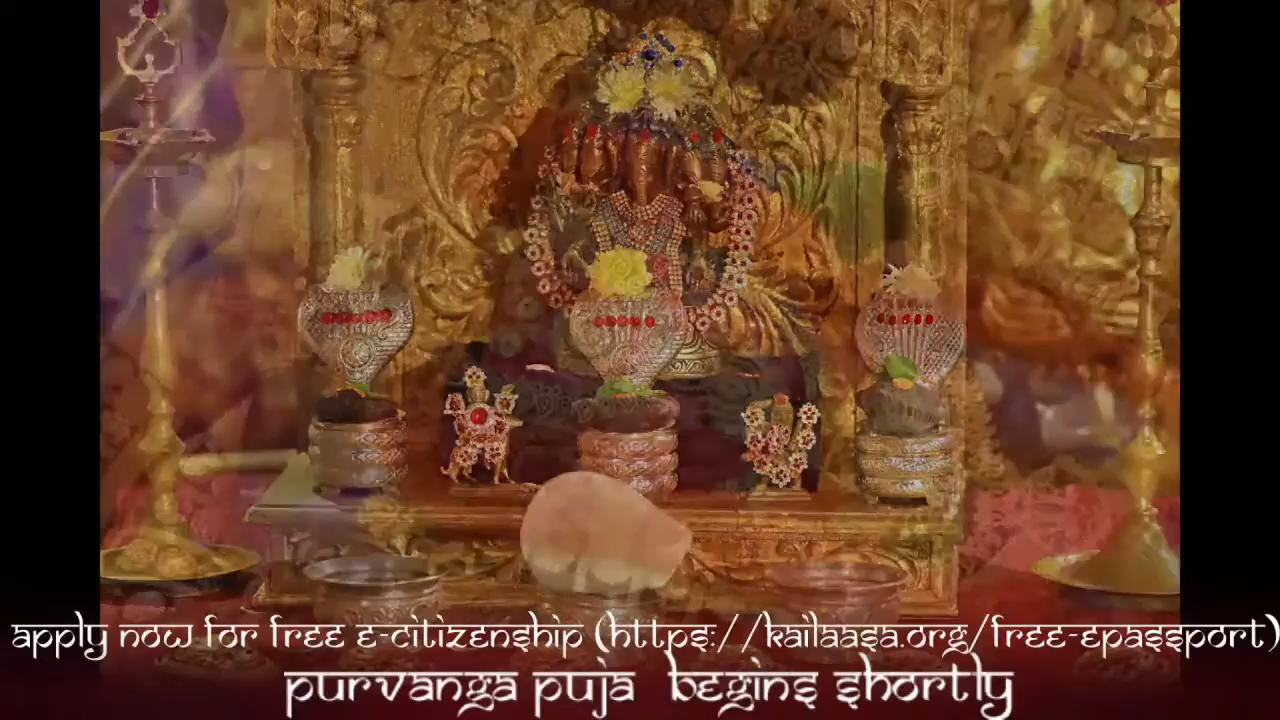 apply now for free e-citizenship (https://kailaasa.org/free-epassport)
purvanga puja begins shortly